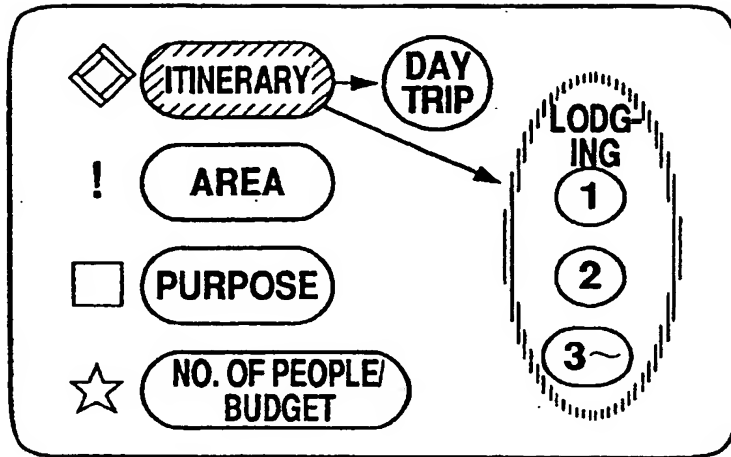 ITINERARY
DAY
TRIP
LODG-
ING
1
2
3~
! AREA
PURPOSE
NO. OF PEOPLE/
BUDGET